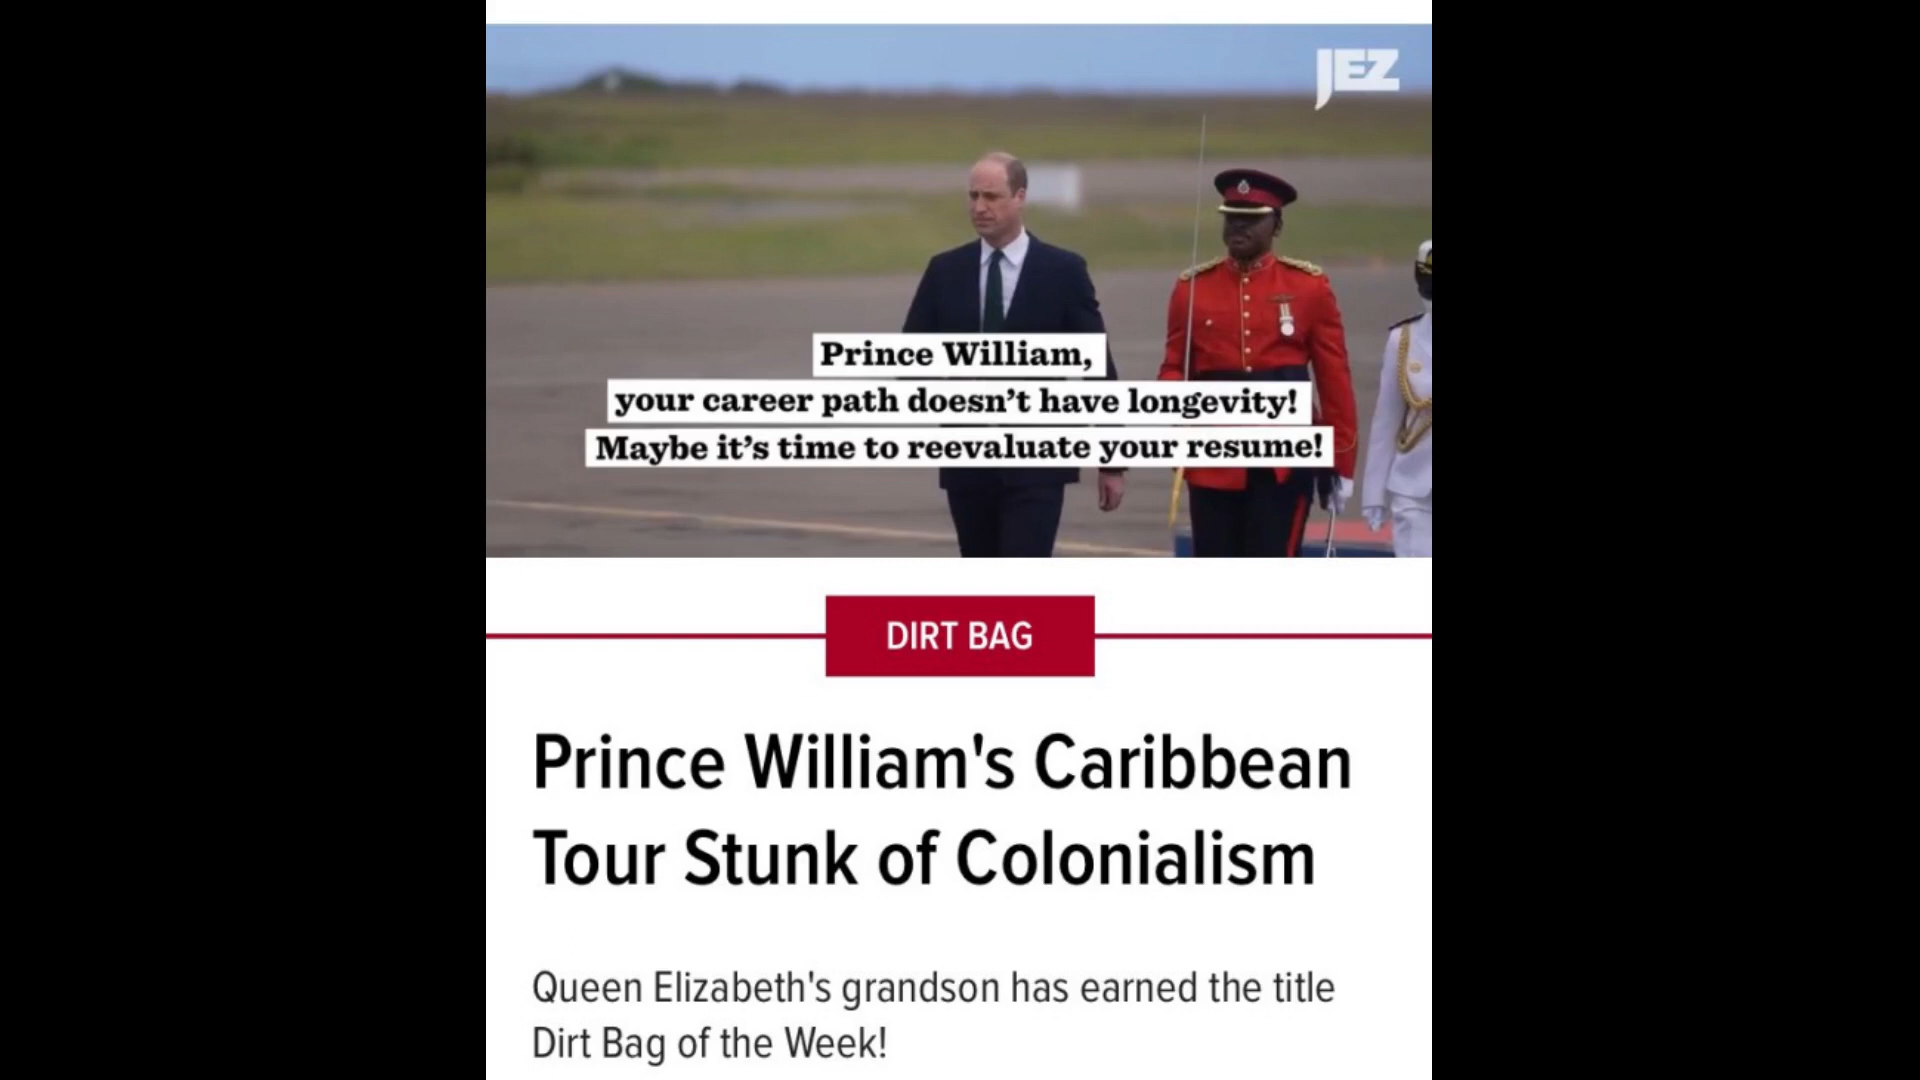 JEZ
Prince William,
your career path doesn't have longevity!
Maybe it's time to reevaluate your resume!
DIRT BAG
Prince William's Caribbean
Tour Stunk of Colonialism
Queen Elizabeth's grandson has earned the title
Dirt Bag of the Week!